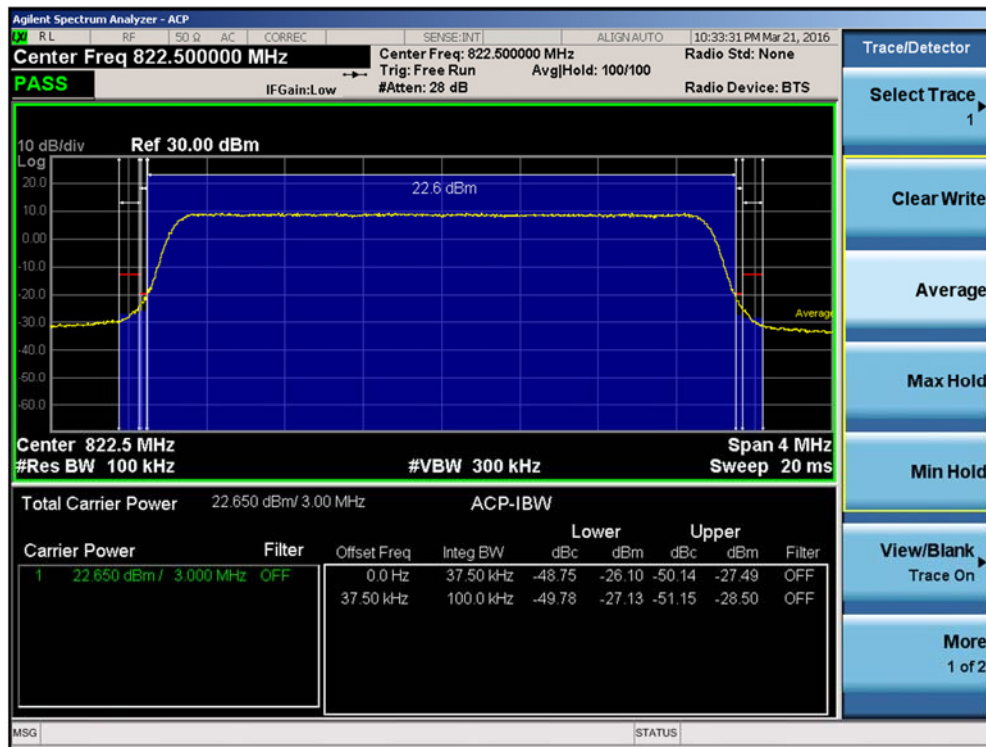 Agilent Spectrum Analyzer - ACP
LXI RL RF 50 Ω AC CORREC SENSE:INT ALIGNAUTO 10:33:31 PM Mar 21, 2016
Center Freq 822.500000 MHz
Center Freq: 822.500000 MHz Radio Std: None
Trig: Free Run Avg|Hold: 100/100
PASS IFGain:Low #Atten: 28 dB Radio Device: BTS
10 dB/div Ref 30.00 dBm
Log
20.0
22.6 dBm
10.0
0.00
-10.0
-20.0
Average
-30.0
-40.0
-50.0
-60.0
Center 822.5 MHz Span 4 MHz
#Res BW 100 kHz #VBW 300 kHz Sweep 20 ms
Total Carrier Power 22.650 dBm/ 3.00 MHz ACP-IBW
Lower Upper
Carrier Power Filter Offset Freq Integ BW dBc dBm dBc dBm Filter
1 22.650 dBm / 3.000 MHz OFF 0.0 Hz 37.50 kHz -48.75 -26.10 -50.14 -27.49 OFF
37.50 kHz 100.0 kHz -49.78 -27.13 -51.15 -28.50 OFF
MSG STATUS
Trace/Detector
Select Trace
1
Clear Write
Average
Max Hold
Min Hold
View/Blank
Trace On
More
1 of 2